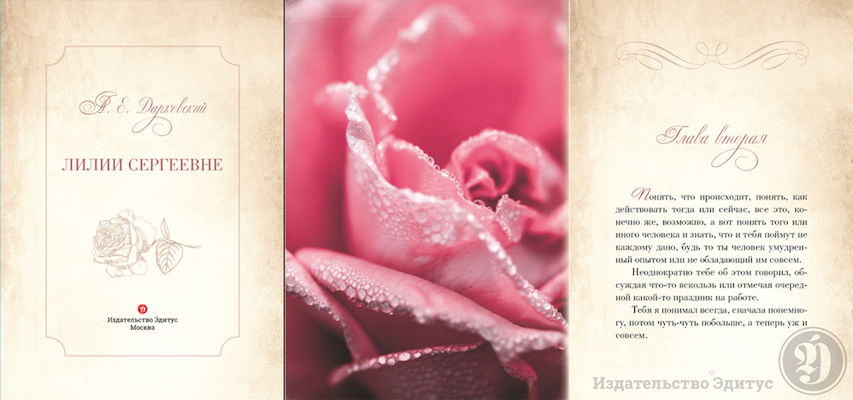 П. Е. Дарковский
ЛИЛИИ СЕРГЕЕВНЕ
Издательство Эдитус
Москва
Глава вторая
Понять, что происходит, понять, как
действовать тогда или сейчас, все это, ко-
нечно же, возможно, а вот понять того или
иного человека и знать, что и тебя поймут не
каждому дано, будь то ты человек умудрен-
ный опытом или не обладающий им совсем.
Неоднократно тебе об этом говорил, об-
суждая что-то вскользь или отмечая очеред-
ной какой-то праздник на работе.
Тебя я понимал всегда, сначала понемно-
гу, потом чуть-чуть побольше, а теперь уж и
совсем.
13
Издательство Эдитус